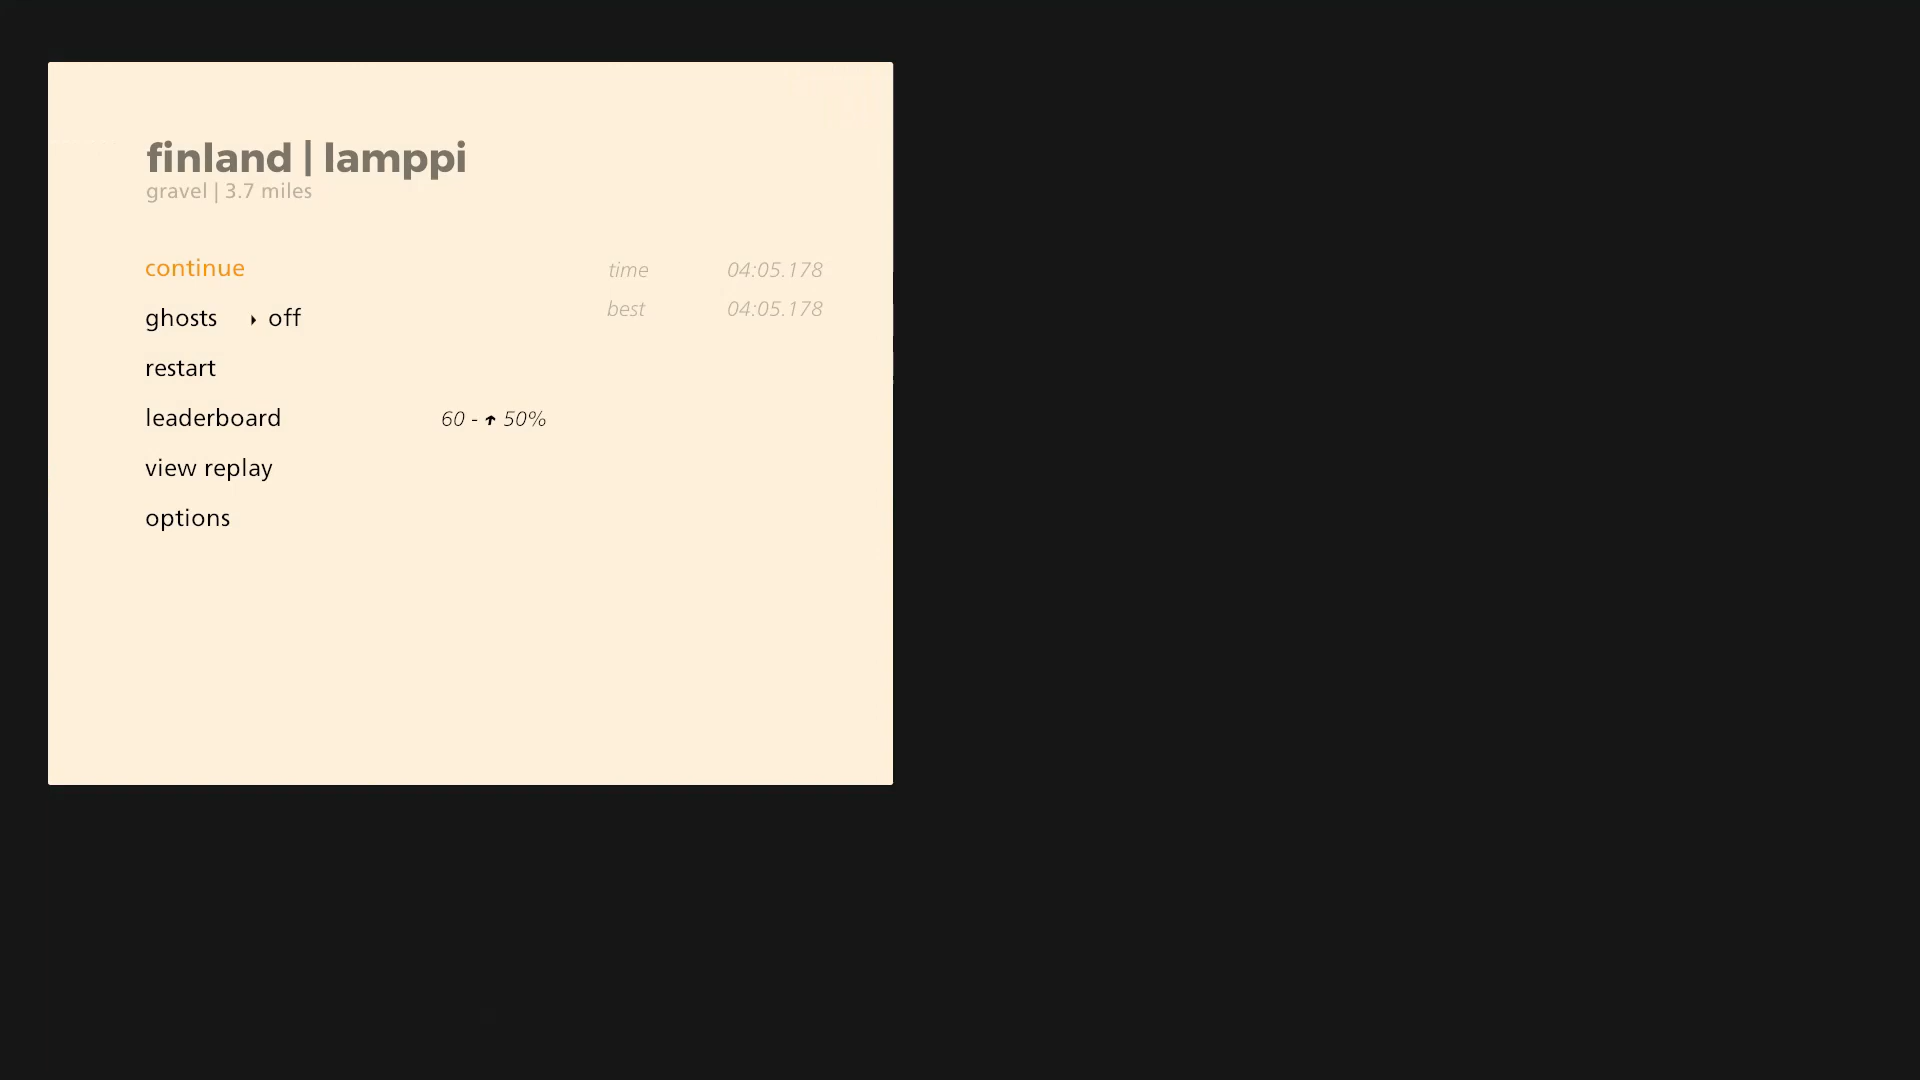 finland | lamppi
gravel | 3.7 miles
continue
time 04:05.178
ghosts ▸ off
best 04:05.178
restart
leaderboard 60 - ↑ 50%
view replay
options